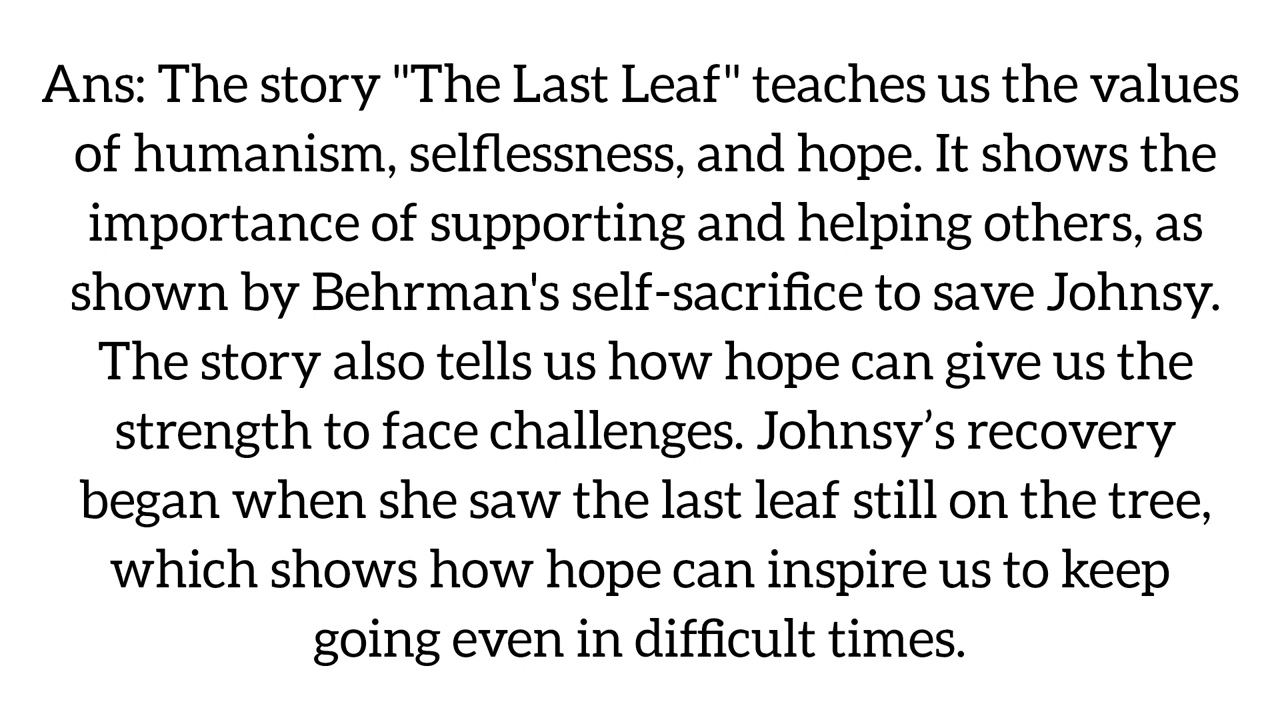 Ans: The story "The Last Leaf" teaches us the values
of humanism, selflessness, and hope. It shows the
importance of supporting and helping others, as
shown by Behrman's self-sacrifice to save Johnsy.
The story also tells us how hope can give us the
strength to face challenges. Johnsy’s recovery
began when she saw the last leaf still on the tree,
which shows how hope can inspire us to keep
going even in difficult times.